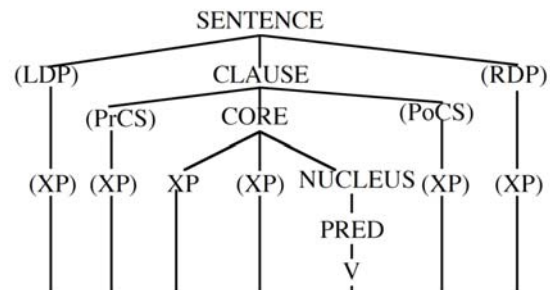 SENTENCE
(LDP) CLAUSE (RDP)
(PrCS) CORE (PoCS)
(XP) (XP) XP (XP) NUCLEUS (XP) (XP)
PRED
V